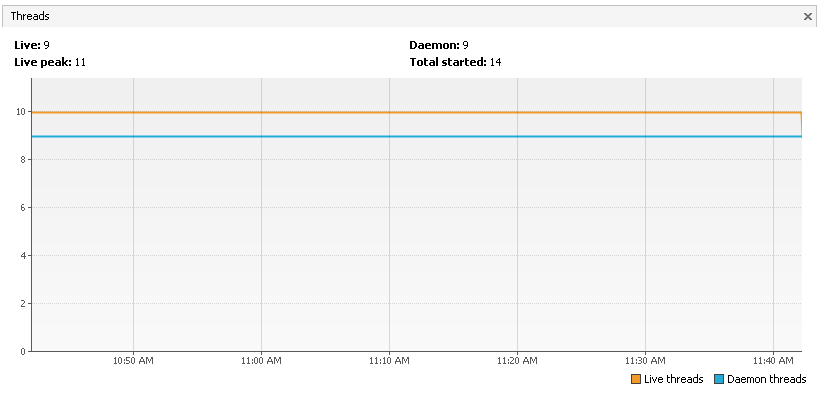 Threads
Live: 9 Daemon: 9
Live peak: 11 Total started: 14
10
8
6
4
2
0
10:50 AM 11:00 AM 11:10 AM 11:20 AM 11:30 AM 11:40 AM
Live threads Daemon threads